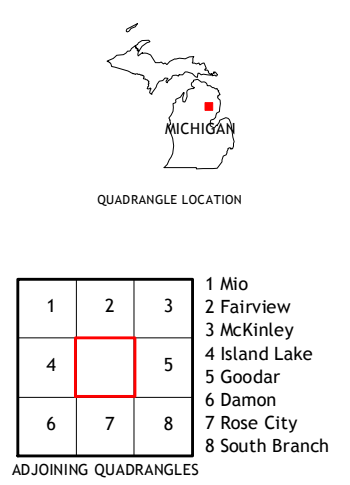 MICHIGAN
QUADRANGLE LOCATION
1 2 3
4 5
6 7 8
ADJOINING QUADRANGLES
1 Mio
2 Fairview
3 McKinley
4 Island Lake
5 Goodar
6 Damon
7 Rose City
8 South Branch